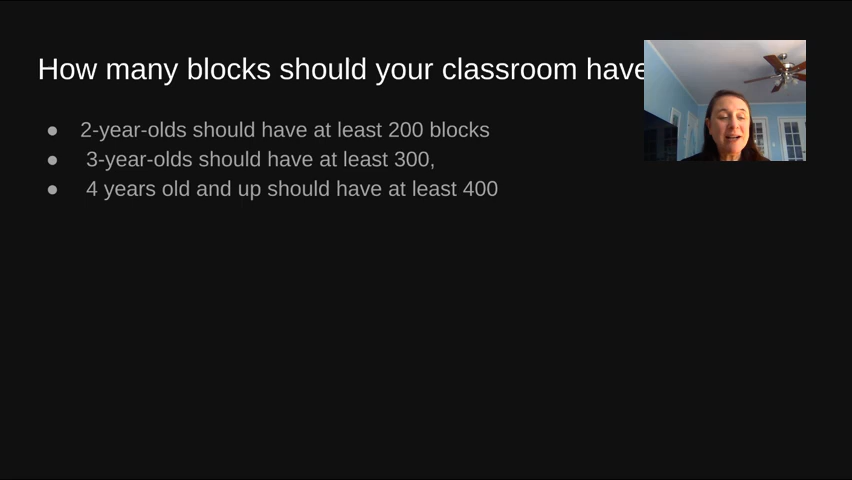 How many blocks should your classroom have
● 2-year-olds should have at least 200 blocks
● 3-year-olds should have at least 300,
● 4 years old and up should have at least 400